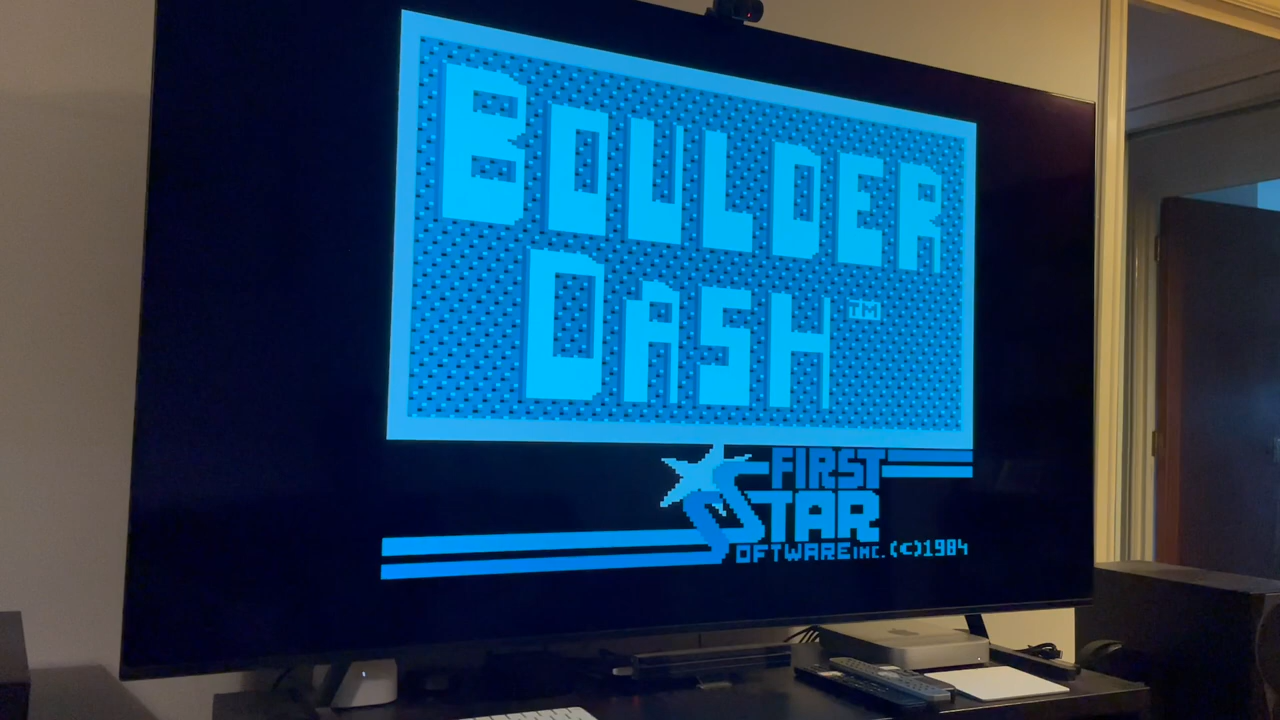 BOULDER
DASH™
FIRST
STAR
SOFTWARE INC. (C)1984